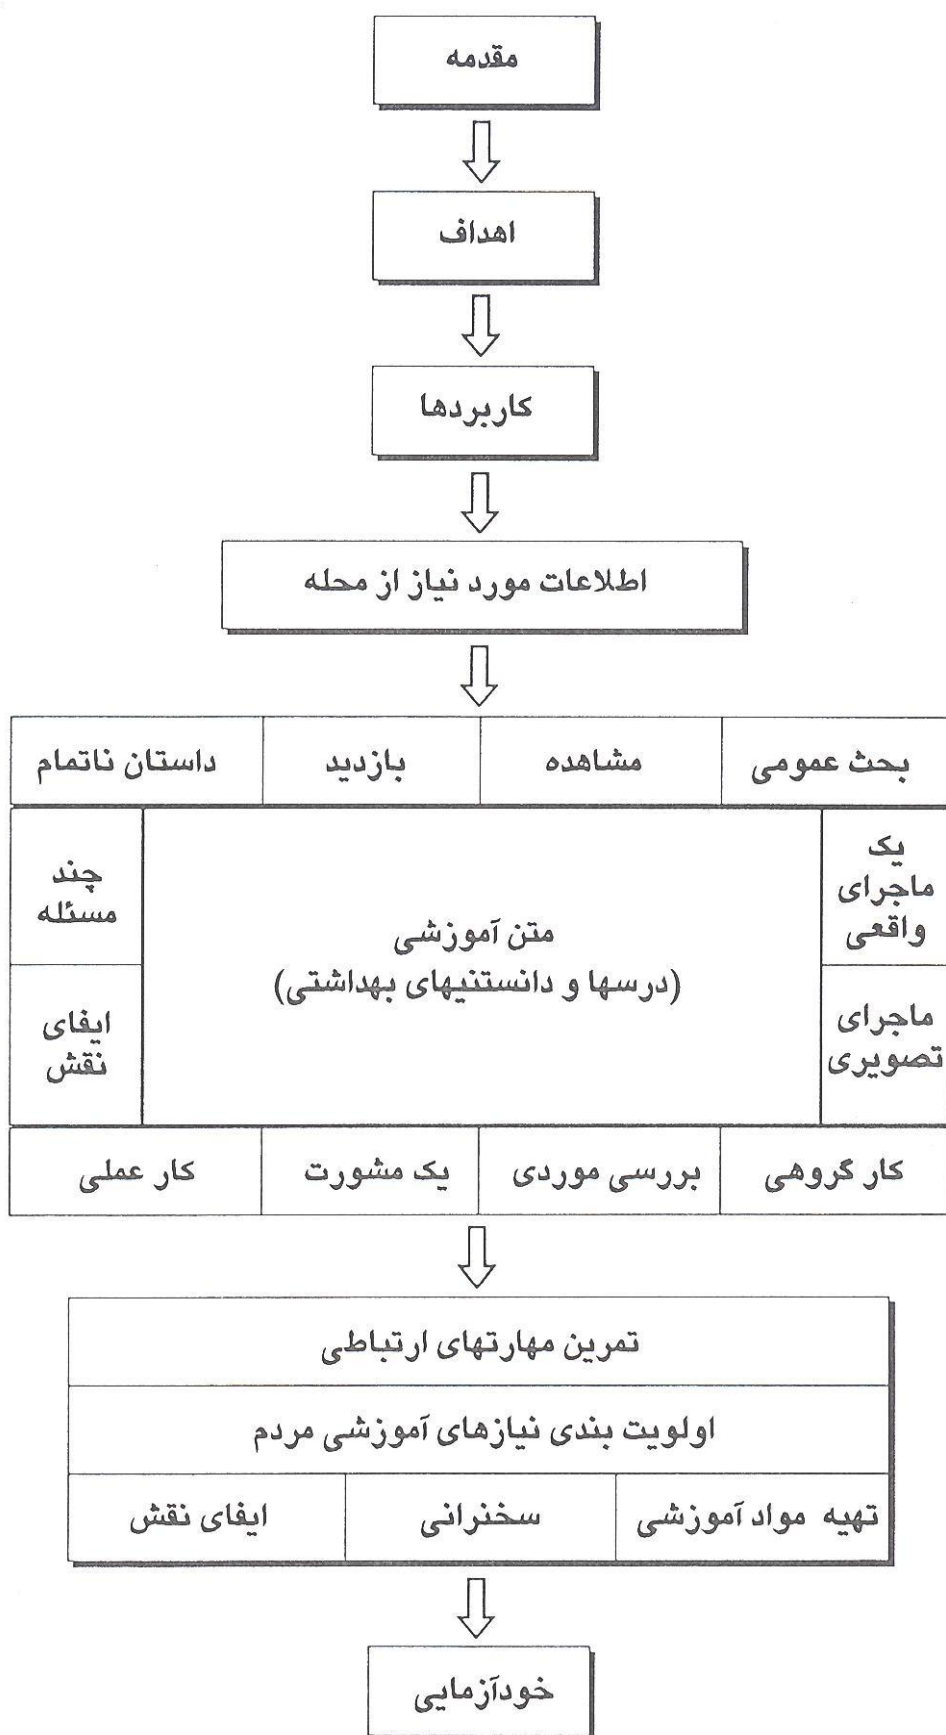 مقدمه
اهداف
کاربردها
اطلاعات مورد نیاز از محله
بحث عمومی
مشاهده
بازدید
داستان ناتمام
یک
ماجرای
واقعی
ماجرای
تصویری
متن آموزشی
(درسها و دانستنیهای بهداشتی)
چند
مسئله
ایفای
نقش
کار گروهی
بررسی موردی
یک مشورت
کار عملی
تمرین مهارتهای ارتباطی
اولویت بندی نیازهای آموزشی مردم
تهیه مواد آموزشی
سخنرانی
ایفای نقش
خودآزمایی